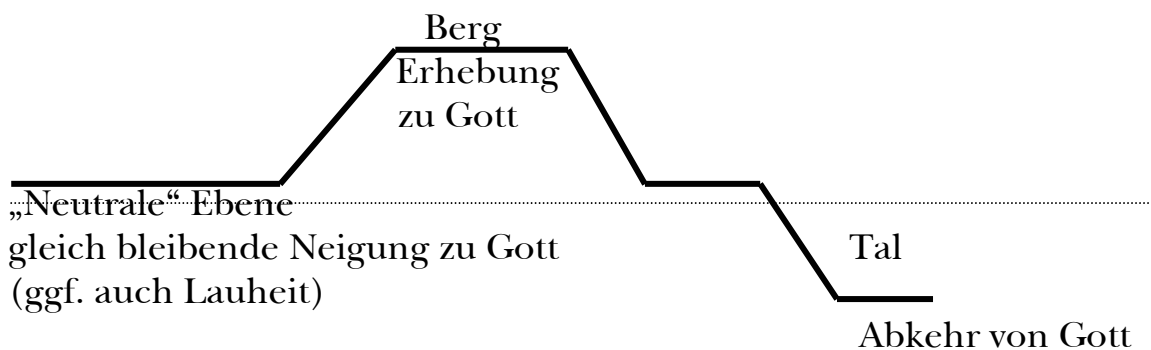 Berg
Erhebung
zu Gott
„Neutrale“ Ebene
gleich bleibende Neigung zu Gott
(ggf. auch Lauheit)
Tal
Abkehr von Gott